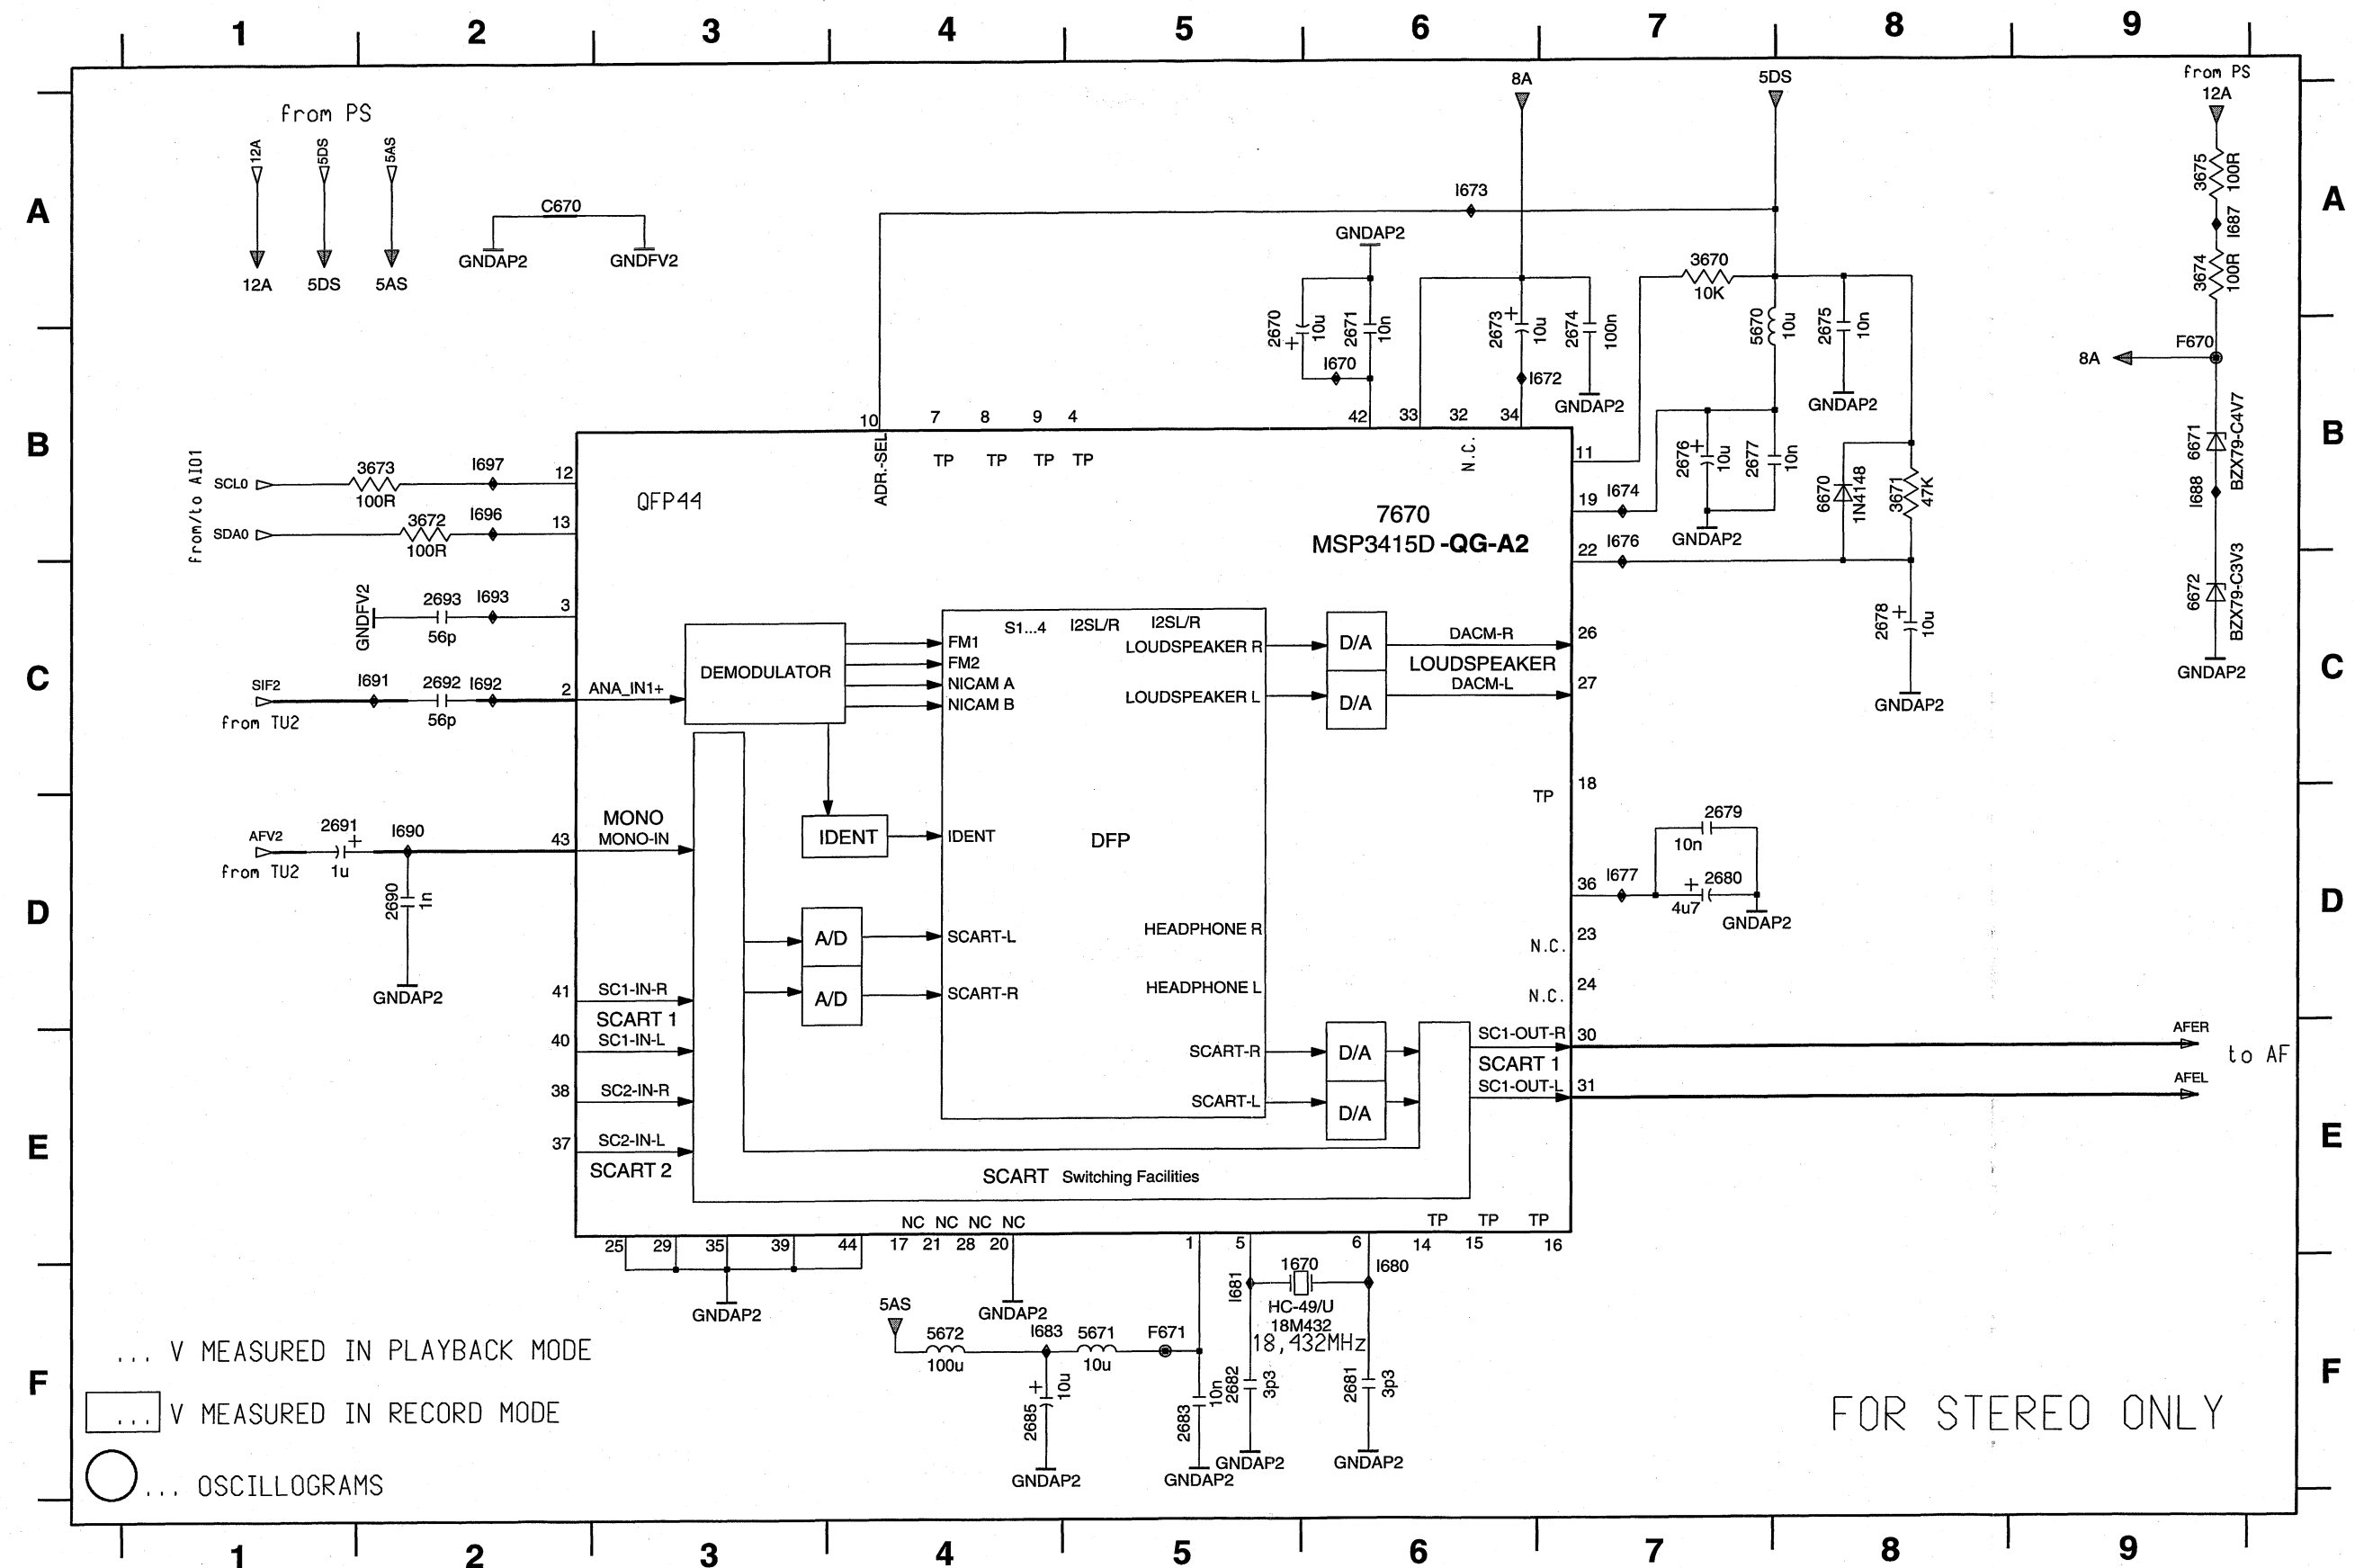 1 2 3 4 5 6 7 8 9
from PS
12A 5DS 5AS
12A 5DS 5AS
C670
GNDAP2 GNDFV2
8A
5DS
from PS
12A
3675 100R
I687
3674 100R
A A
I673
GNDAP2
2670 10u
+
2671 10n
I670
2673 + 10u
2674 100n
I672
GNDAP2
3670
10K
5670 10u
2675 10n
GNDAP2
F670
8A
6671 BZX79-C4V7
I688
6672 BZX79-C3V3
GNDAP2
B B
from/to AIO1
SCL0 3673 100R I697 12
SDA0 3672 100R I696 13
QFP44
10 7 8 9 4 42 33 32 34
ADR.-SEL TP TP TP TP N.C.
7670
MSP3415D -QG-A2
11
19 I674
22 I676
2676 + 10u
2677 10n
GNDAP2
6670 1N4148
3671 47K
2678 + 10u
GNDAP2
C C
GNDFV2 2693 56p I693 3
SIF2 I691 2692 56p I692 2 ANA_IN1+
from TU2
DEMODULATOR
FM1
FM2
NICAM A
NICAM B
S1...4 I2SL/R I2SL/R
LOUDSPEAKER R
LOUDSPEAKER L
D/A
D/A
DACM-R 26
LOUDSPEAKER
DACM-L 27
TP 18
D D
AFV2 2691 + 1u I690 43
from TU2
MONO
MONO-IN
2690 1n
GNDAP2
IDENT IDENT
DFP
2679
10n
36 I677 + 2680
4u7
GNDAP2
A/D SCART-L
A/D SCART-R
HEADPHONE R
HEADPHONE L
N.C. 23
N.C. 24
41 SC1-IN-R
SCART 1
40 SC1-IN-L
38 SC2-IN-R
37 SC2-IN-L
SCART 2
E E
SCART-R D/A
SCART-L D/A
SC1-OUT-R 30
SCART 1
SC1-OUT-L 31
AFER
to AF
AFEL
SCART Switching Facilities
NC NC NC NC
TP TP TP
25 29 35 39 44 17 21 28 20 1 5 6 14 15 16
GNDAP2
GNDAP2
I681 1670 I680
HC-49/U
18M432
18,432MHz
5AS
5672
100u
I683
5671
10u
F671
2685 + 10u
2683 10n
2682 3p3
2681 3p3
GNDAP2 GNDAP2 GNDAP2 GNDAP2
F F
... V MEASURED IN PLAYBACK MODE
... V MEASURED IN RECORD MODE
... OSCILLOGRAMS
FOR STEREO ONLY
1 2 3 4 5 6 7 8 9